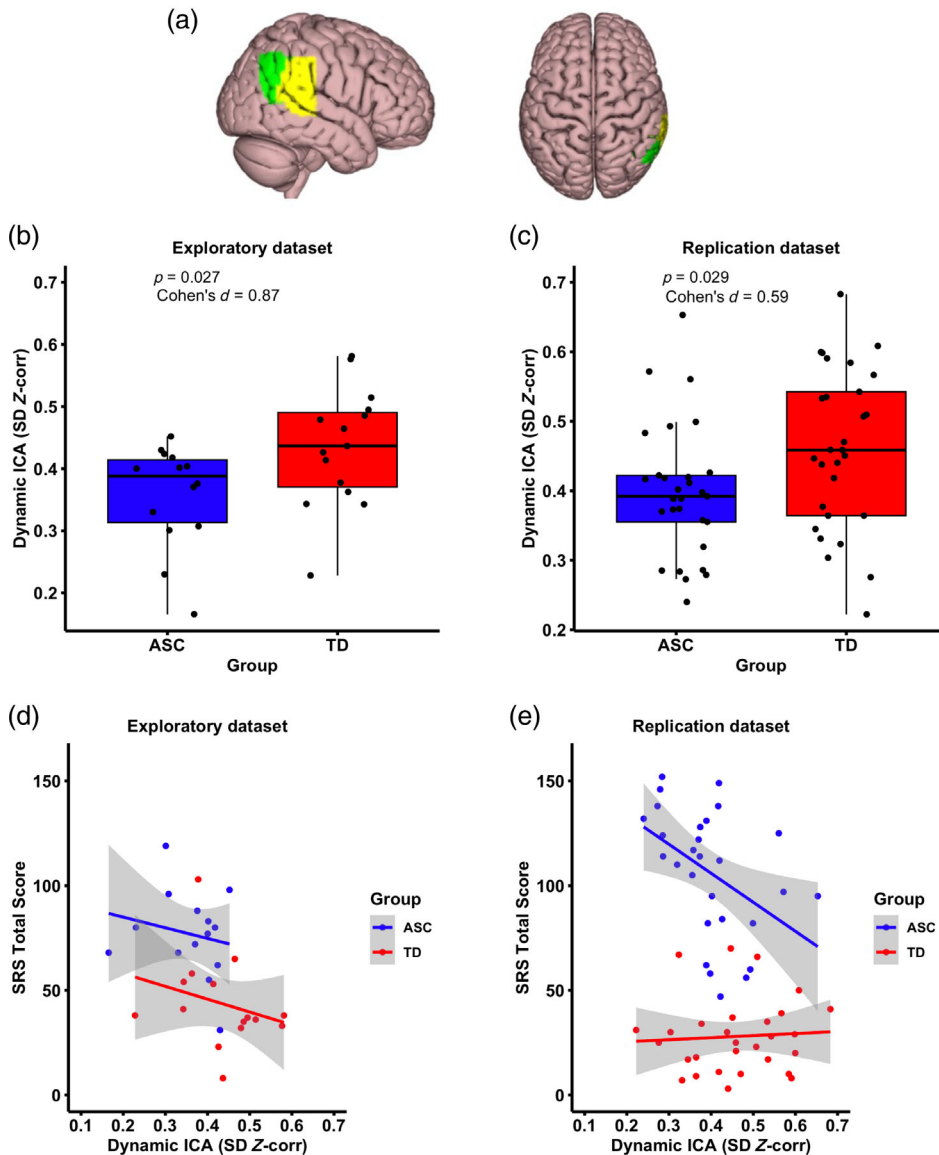 (a)
(b)
Exploratory dataset
p = 0.027
Cohen's d = 0.87
Dynamic ICA (SD Z-corr)
0.7
0.6
0.5
0.4
0.3
0.2
ASC
TD
Group
(c)
Replication dataset
p = 0.029
Cohen's d = 0.59
Dynamic ICA (SD Z-corr)
0.7
0.6
0.5
0.4
0.3
0.2
ASC
TD
Group
(d)
Exploratory dataset
SRS Total Score
150
100
50
0
0.1 0.2 0.3 0.4 0.5 0.6 0.7
Dynamic ICA (SD Z-corr)
Group
ASC
TD
(e)
Replication dataset
SRS Total Score
150
100
50
0
0.1 0.2 0.3 0.4 0.5 0.6 0.7
Dynamic ICA (SD Z-corr)
Group
ASC
TD